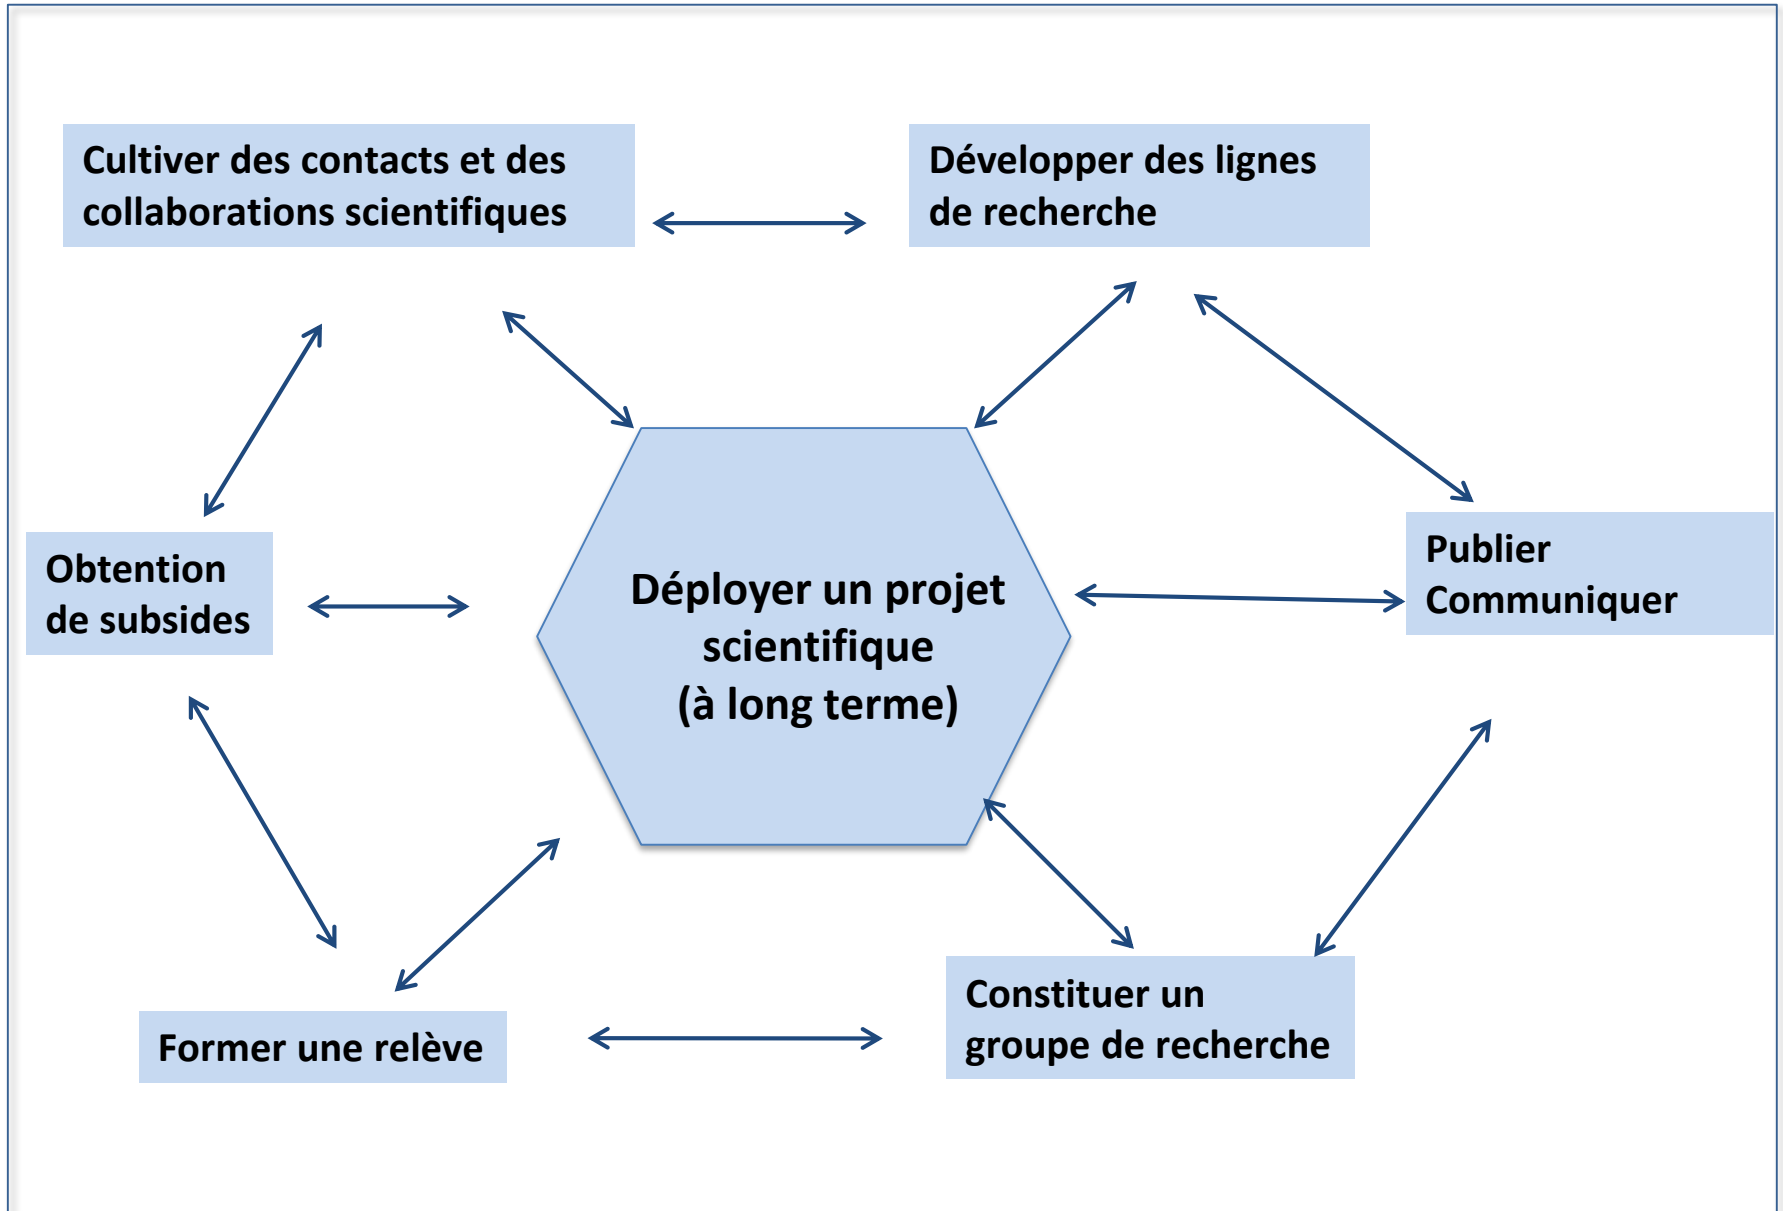 Cultiver des contacts et des
collaborations scientifiques
Développer des lignes
de recherche
Obtention
de subsides
Déployer un projet
scientifique
(à long terme)
Publier
Communiquer
Former une relève
Constituer un
groupe de recherche